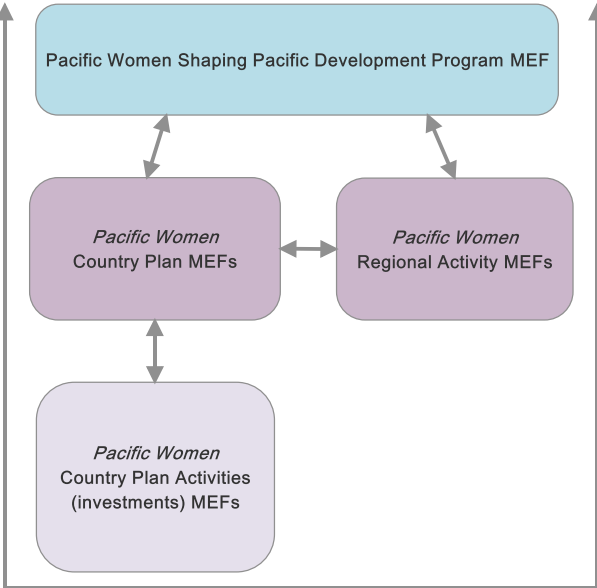 Pacific Women Shaping Pacific Development Program MEF
Pacific Women
Country Plan MEFs
Pacific Women
Regional Activity MEFs
Pacific Women
Country Plan Activities
(investments) MEFs